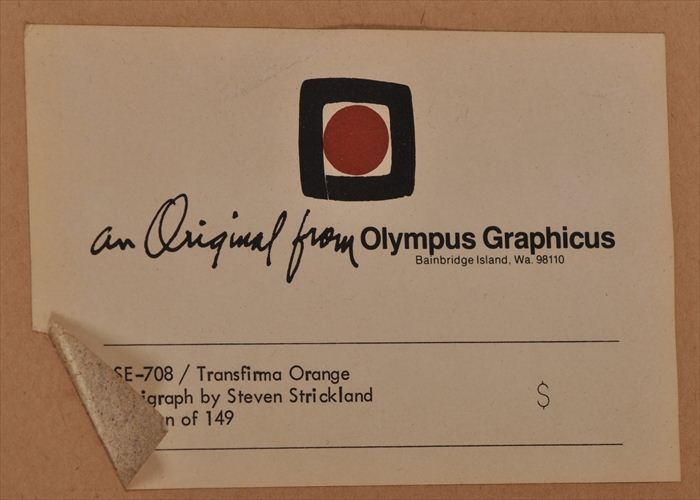 an Original from Olympus Graphicus
Bainbridge Island, Wa. 98110
SE-708 / Transfirma Orange
igraph by Steven Strickland $
n of 149